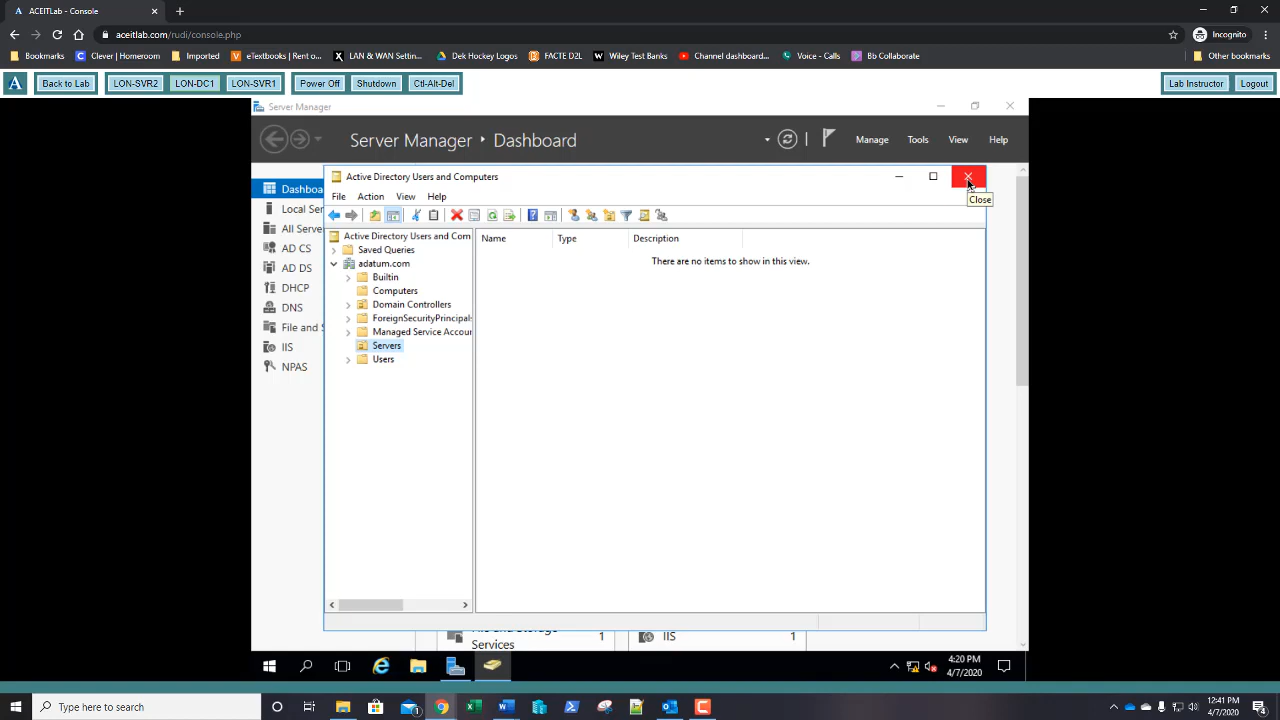 ACEITLab - Console
aceitlab.com/rudi/console.php
Incognito
Bookmarks Clever | Homeroom Imported eTextbooks | Rent o... LAN & WAN Settin... Dek Hockey Logos FACTE D2L Wiley Test Banks Channel dashboard... Voice - Calls Bb Collaborate Other bookmarks
A Back to Lab LON-SVR2 LON-DC1 LON-SVR1 Power Off Shutdown Ctl-Alt-Del Lab Instructor Logout
Server Manager
Server Manager Dashboard Manage Tools View Help
Active Directory Users and Computers
Close
File Action View Help
Dashboa
Local Ser
All Serve
AD CS
AD DS
DHCP
DNS
File and S
IIS
NPAS
Active Directory Users and Com
Saved Queries
adatum.com
Builtin
Computers
Domain Controllers
ForeignSecurityPrincipals
Managed Service Accour
Servers
Users
Name Type Description
There are no items to show in this view.
Services 1
IIS 1
4:20 PM
4/7/2020
Type here to search
12:41 PM
4/7/2020